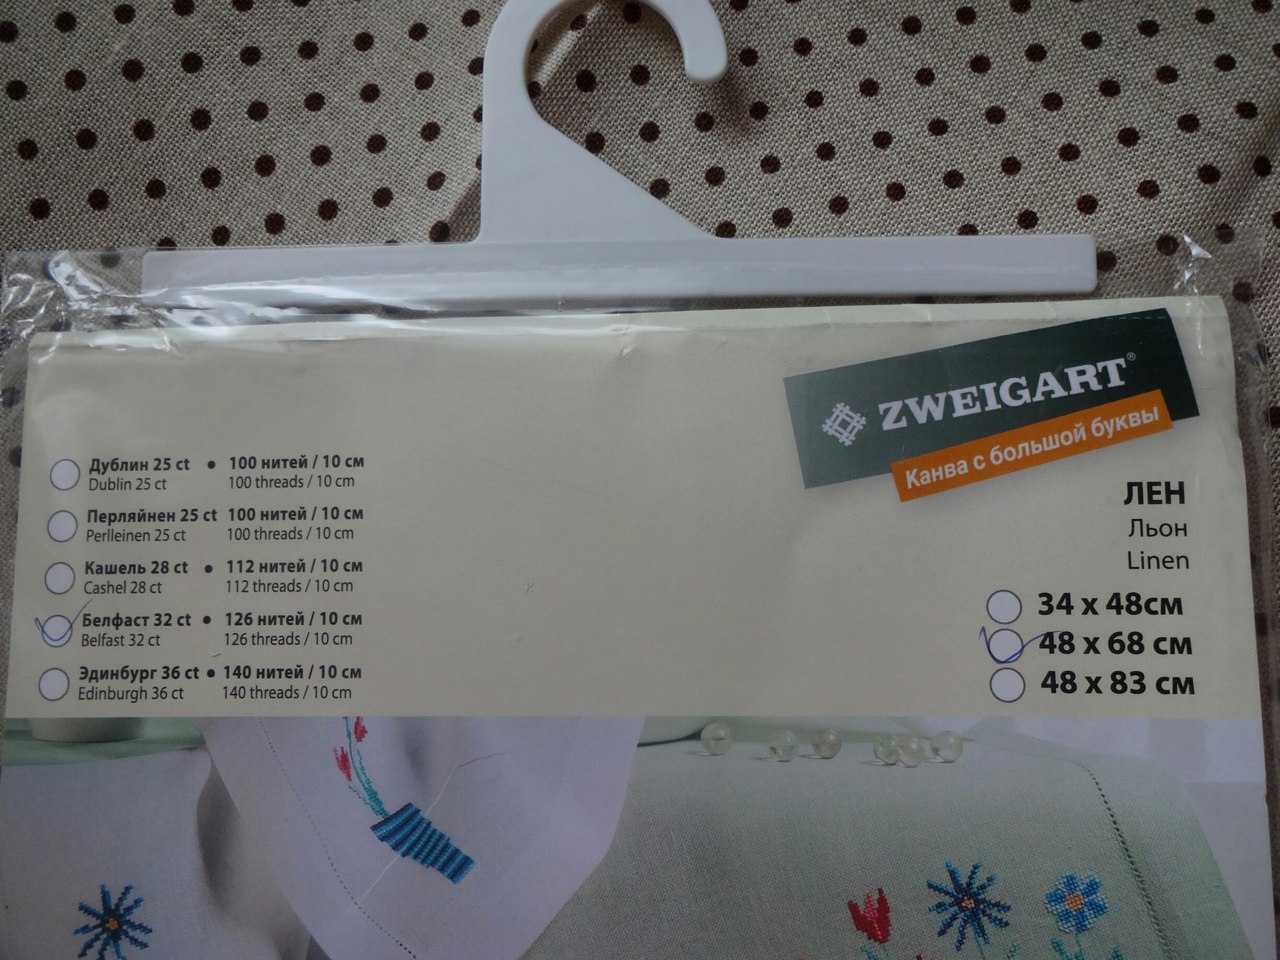 ZWEIGART®
Канва с большой буквы
ЛЕН
Льон
Linen
34 x 48см
48 x 68 см
48 x 83 см
Дублин 25 ct • 100 нитей / 10 см
Dublin 25 ct 100 threads / 10 cm
Перляйнен 25 ct 100 нитей / 10 см
Perlleinen 25 ct 100 threads / 10 cm
Кашель 28 ct • 112 нитей / 10 см
Cashel 28 ct 112 threads / 10 cm
Белфаст 32 ct • 126 нитей / 10 см
Belfast 32 ct 126 threads / 10 cm
Эдинбург 36 ct • 140 нитей / 10 см
Edinburgh 36 ct 140 threads / 10 cm